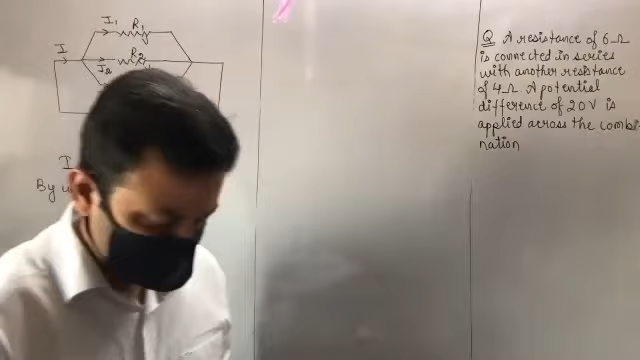 I₁ R₁
I I₂ R₂
I
By u
Q A resistance of 6Ω
is connected in series
with another resistance
of 4Ω. A potential
difference of 20V is
applied across the combi-
nation